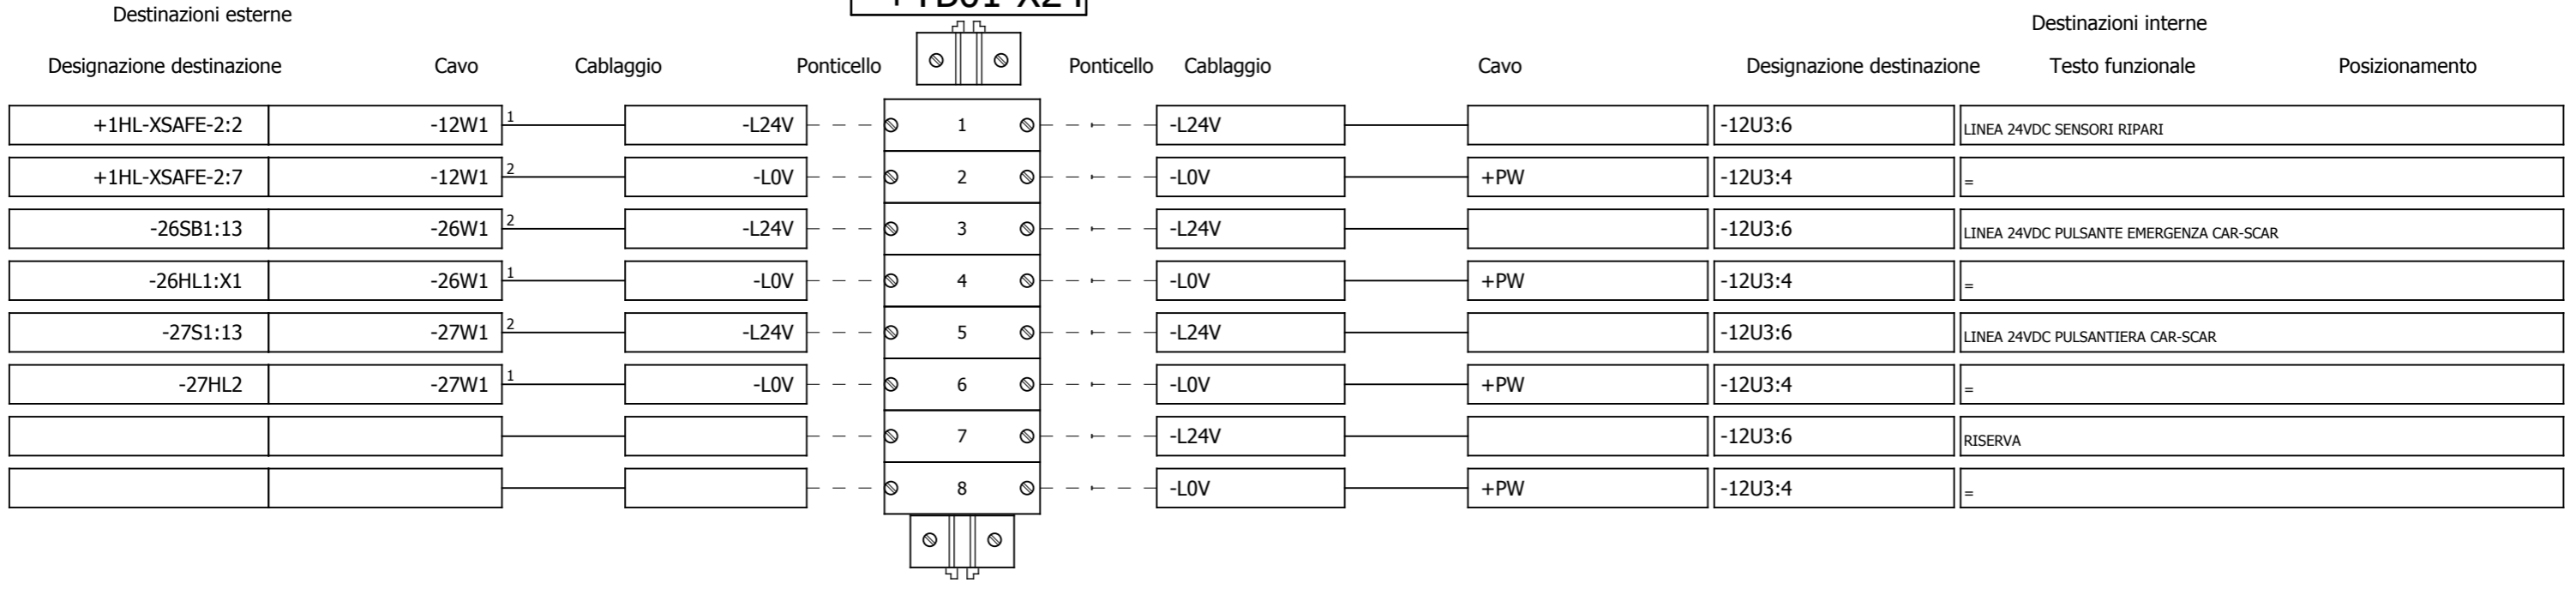 +TB01-X24
Destinazioni esterne
Destinazioni interne
Designazione destinazione Cavo Cablaggio Ponticello Ponticello Cablaggio Cavo Designazione destinazione Testo funzionale Posizionamento
+1HL-XSAFE-2:2 -12W1 1 -L24V 1 -L24V -12U3:6 LINEA 24VDC SENSORI RIPARI
+1HL-XSAFE-2:7 -12W1 2 -L0V 2 -L0V +PW -12U3:4 =
-26SB1:13 -26W1 2 -L24V 3 -L24V -12U3:6 LINEA 24VDC PULSANTE EMERGENZA CAR-SCAR
-26HL1:X1 -26W1 1 -L0V 4 -L0V +PW -12U3:4 =
-27S1:13 -27W1 2 -L24V 5 -L24V -12U3:6 LINEA 24VDC PULSANTIERA CAR-SCAR
-27HL2 -27W1 1 -L0V 6 -L0V +PW -12U3:4 =
7 -L24V -12U3:6 RISERVA
8 -L0V +PW -12U3:4 =